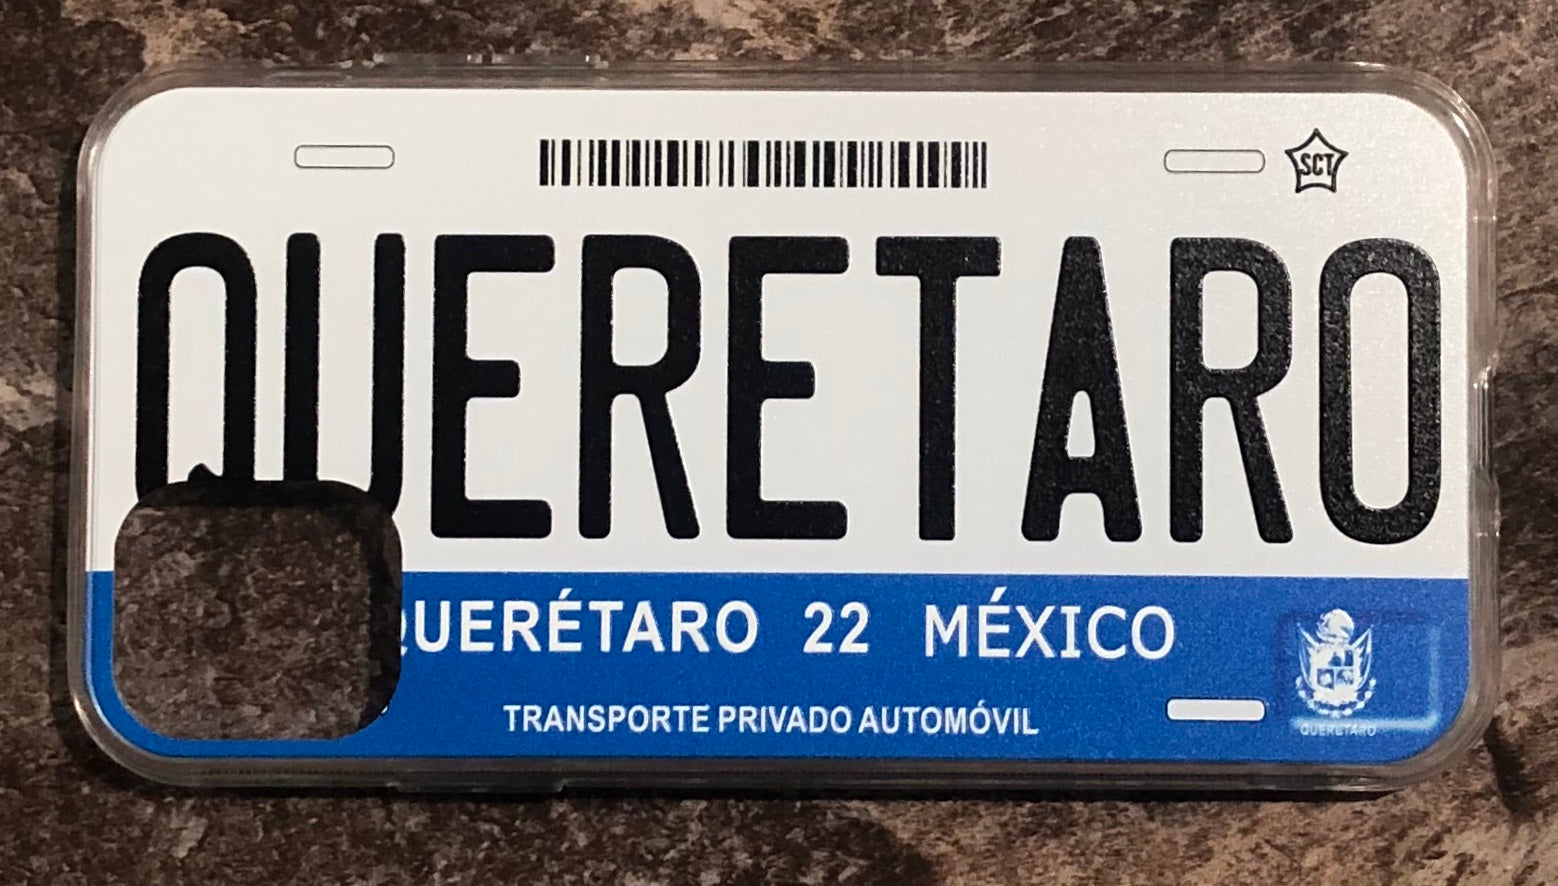 SCT
QUERETARO
QUERÉTARO 22 MÉXICO
TRANSPORTE PRIVADO AUTOMÓVIL
QUERÉTARO